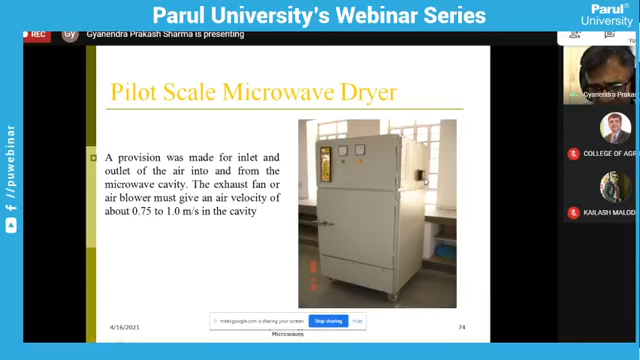 Parul University's Webinar Series
Parul®
University
REC
Gy
Gyanendra Prakash Sharma is presenting
Yo
Pilot Scale Microwave Dryer
Gyanendra Prakas
A provision was made for inlet and
outlet of the air into and from the
microwave cavity. The exhaust fan or
air blower must give an air velocity of
about 0.75 to 1.0 m/s in the cavity
COLLEGE OF AGR
KAILASH MALOD
/puwebinar
meet.google.com is sharing your screen.
Stop sharing
Hide
4/16/2021
Microwaves
74